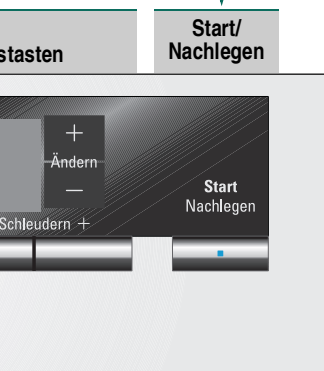 stasten
Start/
Nachlegen
+
Ändern
—
Schleudern +
Start
Nachlegen